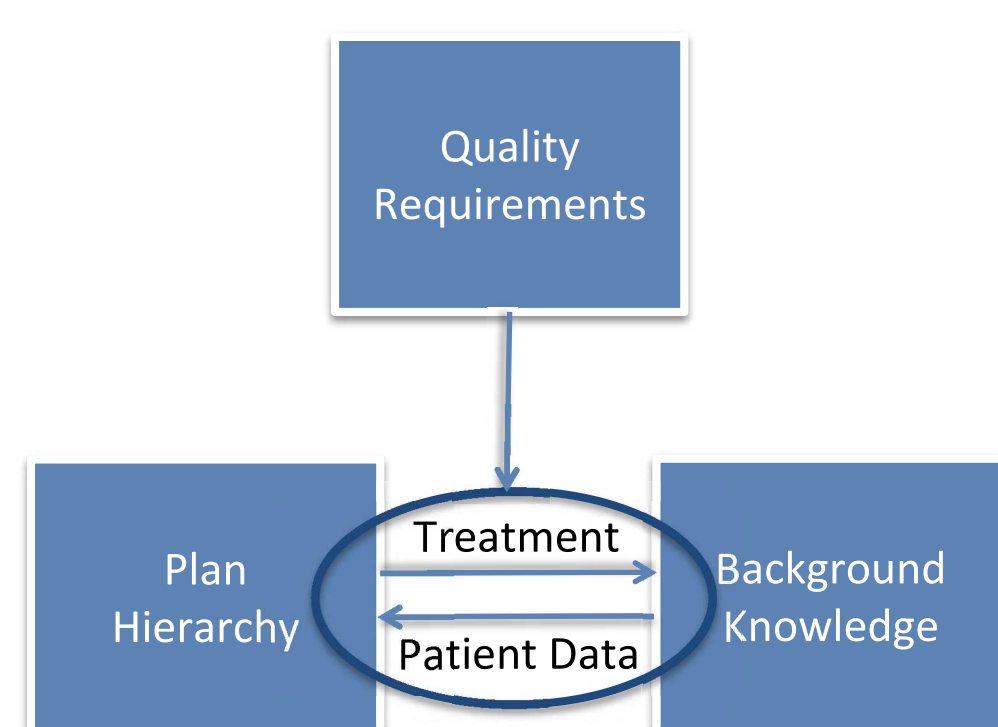 Quality
Requirements
Treatment
Plan
Hierarchy
Background
Knowledge
Patient Data